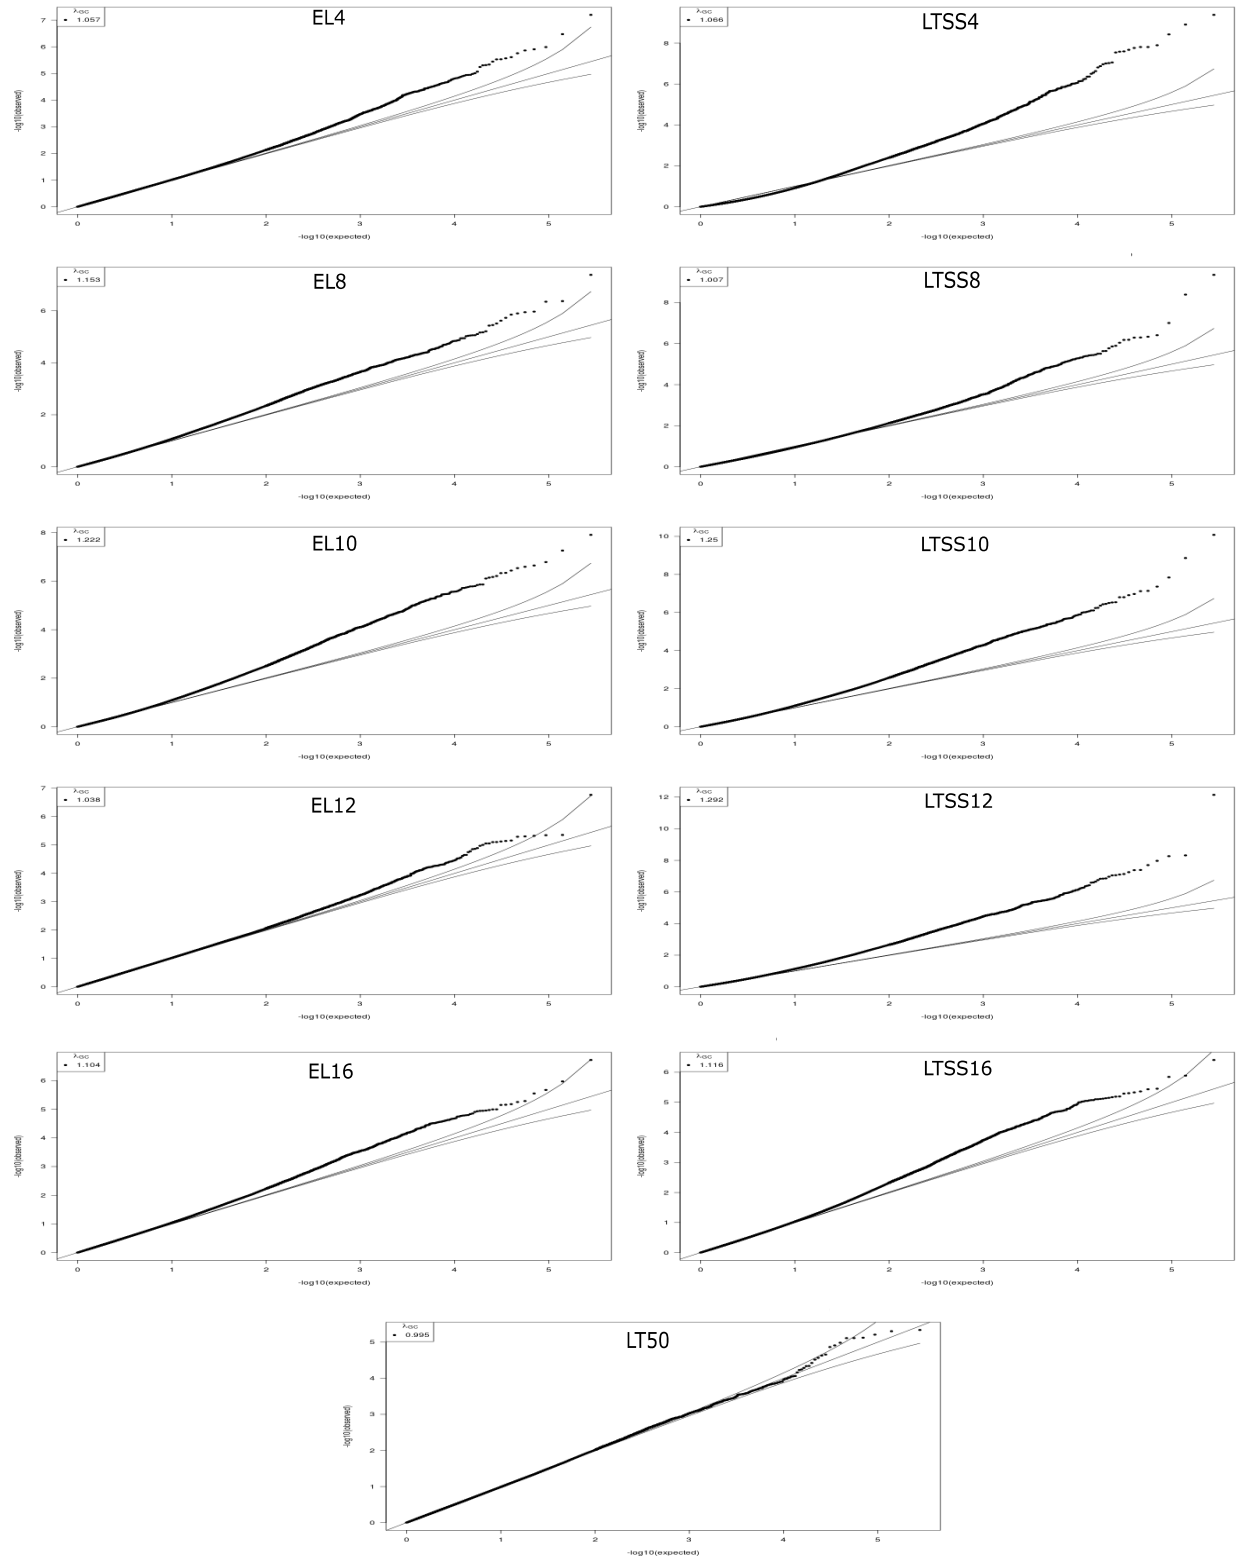 EL4
λGC
1.057
7
6
5
4
3
2
1
0
-log10(observed)
0 1 2 3 4 5
-log10(expected)
LTSS4
λGC
1.066
8
6
4
2
0
-log10(observed)
0 1 2 3 4 5
-log10(expected)
EL8
λGC
1.153
6
4
2
0
-log10(observed)
0 1 2 3 4 5
-log10(expected)
LTSS8
λGC
1.007
8
6
4
2
0
-log10(observed)
0 1 2 3 4 5
-log10(expected)
EL10
λGC
1.222
8
6
4
2
0
-log10(observed)
0 1 2 3 4 5
-log10(expected)
LTSS10
λGC
1.25
10
8
6
4
2
0
-log10(observed)
0 1 2 3 4 5
-log10(expected)
EL12
λGC
1.038
7
6
5
4
3
2
1
0
-log10(observed)
0 1 2 3 4 5
-log10(expected)
LTSS12
λGC
1.292
12
10
8
6
4
2
0
-log10(observed)
0 1 2 3 4 5
-log10(expected)
EL16
λGC
1.104
6
5
4
3
2
1
0
-log10(observed)
0 1 2 3 4 5
-log10(expected)
LTSS16
λGC
1.116
6
5
4
3
2
1
0
-log10(observed)
0 1 2 3 4 5
-log10(expected)
LT50
λGC
0.995
5
4
3
2
1
0
-log10(observed)
0 1 2 3 4 5
-log10(expected)